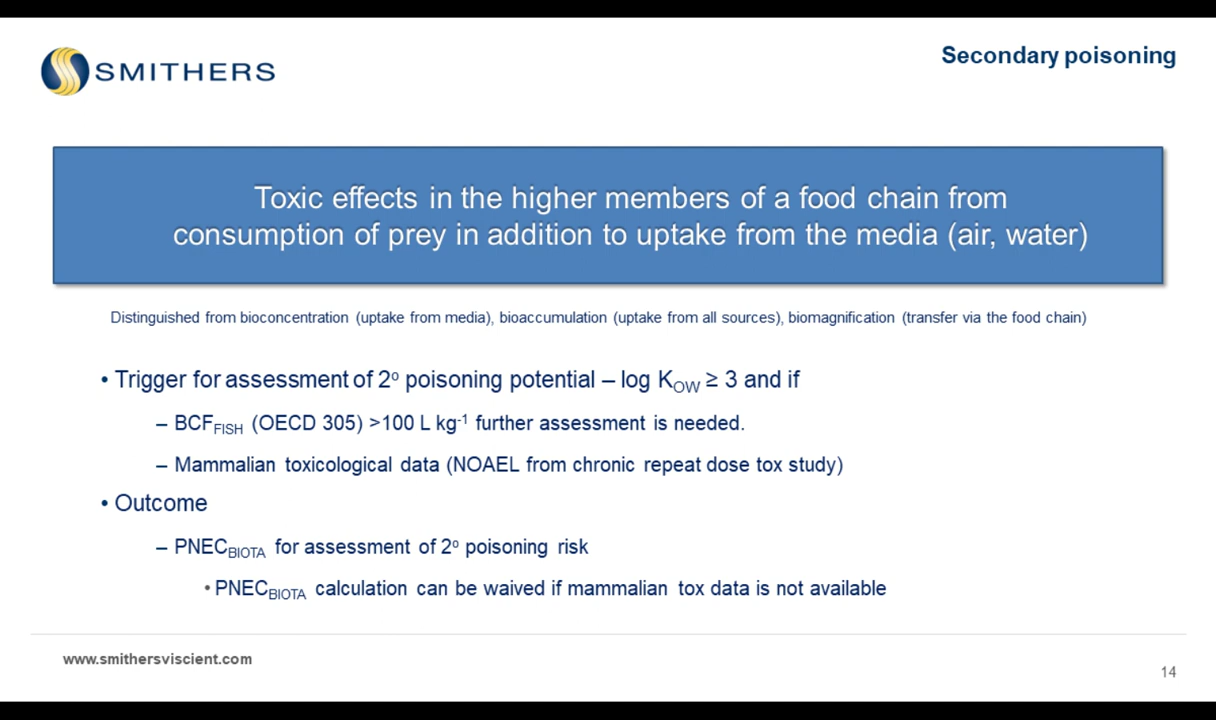 SMITHERS
Secondary poisoning
Toxic effects in the higher members of a food chain from
consumption of prey in addition to uptake from the media (air, water)
Distinguished from bioconcentration (uptake from media), bioaccumulation (uptake from all sources), biomagnification (transfer via the food chain)
• Trigger for assessment of 2º poisoning potential – log K_OW ≥ 3 and if
– BCF_FISH (OECD 305) >100 L kg⁻¹ further assessment is needed.
– Mammalian toxicological data (NOAEL from chronic repeat dose tox study)
• Outcome
– PNEC_BIOTA for assessment of 2º poisoning risk
• PNEC_BIOTA calculation can be waived if mammalian tox data is not available
www.smithersviscient.com
14